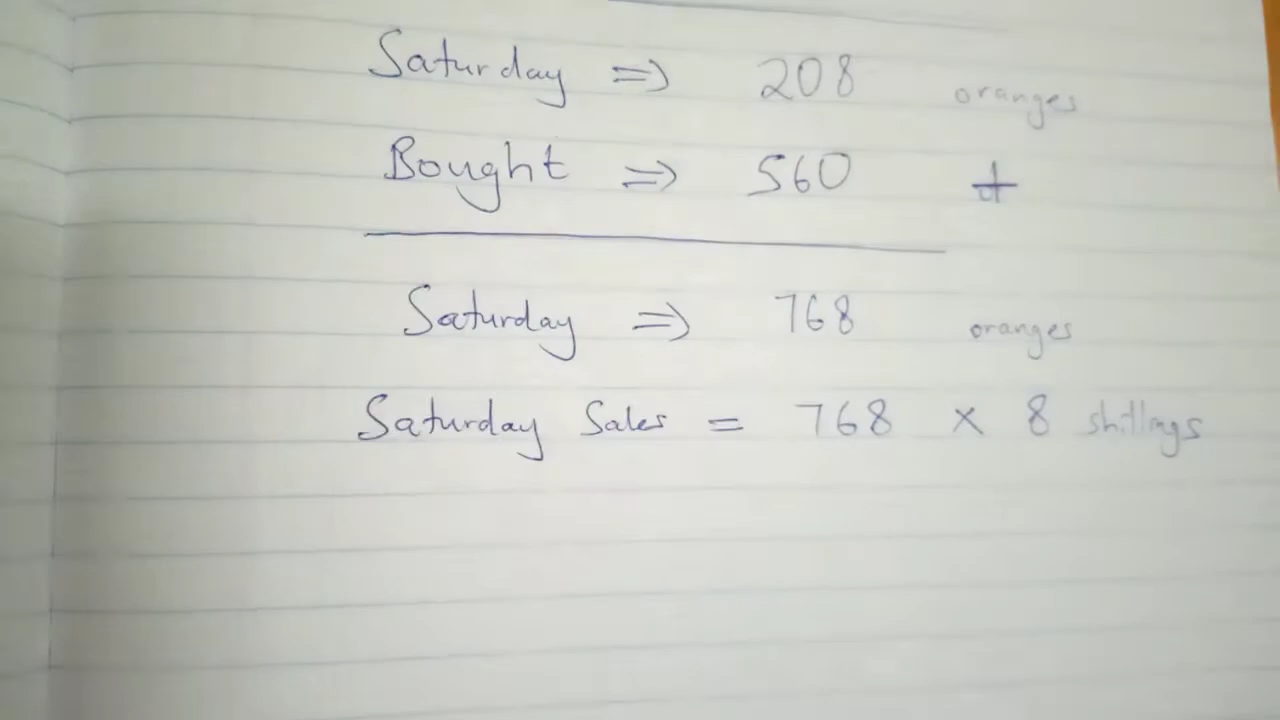 Saturday => 208 oranges
Bought => 560 +
Saturday => 768 oranges
Saturday Sales = 768 x 8 shillings